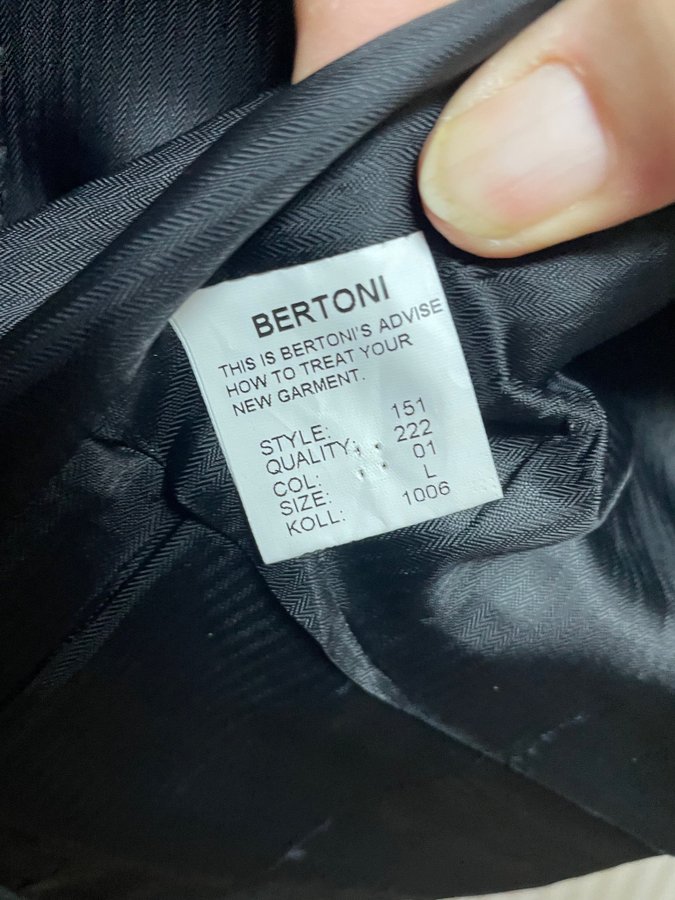 BERTONI
THIS IS BERTONI'S ADVISE
HOW TO TREAT YOUR
NEW GARMENT.
STYLE: 151
QUALITY: 222
COL: 01
SIZE: L
KOLL: 1006